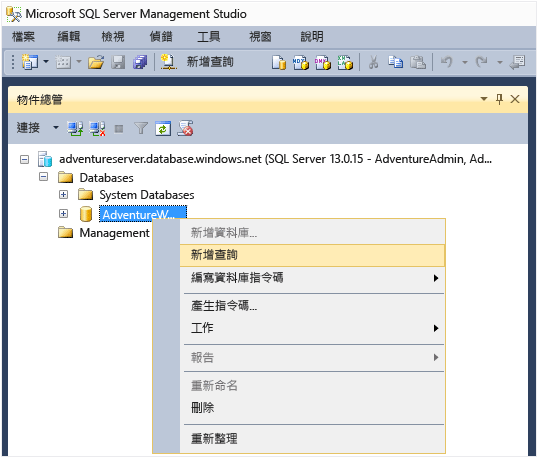 Microsoft SQL Server Management Studio
檔案 編輯 檢視 偵錯 工具 視窗 說明
新增查詢 MDX DMX XMLA
物件總管
連接
adventureserver.database.windows.net (SQL Server 13.0.15 - AdventureAdmin, Ad...
Databases
System Databases
AdventureW...
Management
新增資料庫...
新增查詢
編寫資料庫指令碼
產生指令碼...
工作
報告
重新命名
刪除
重新整理